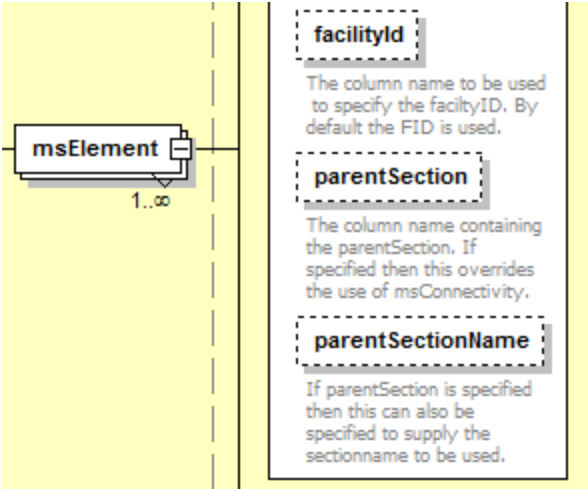 facilityId
The column name to be used
to specify the faciltyID. By
default the FID is used.
msElement
1..∞
parentSection
The column name containing
the parentSection. If
specified then this overrides
the use of msConnectivity.
parentSectionName
If parentSection is specified
then this can also be
specified to supply the
sectionname to be used.